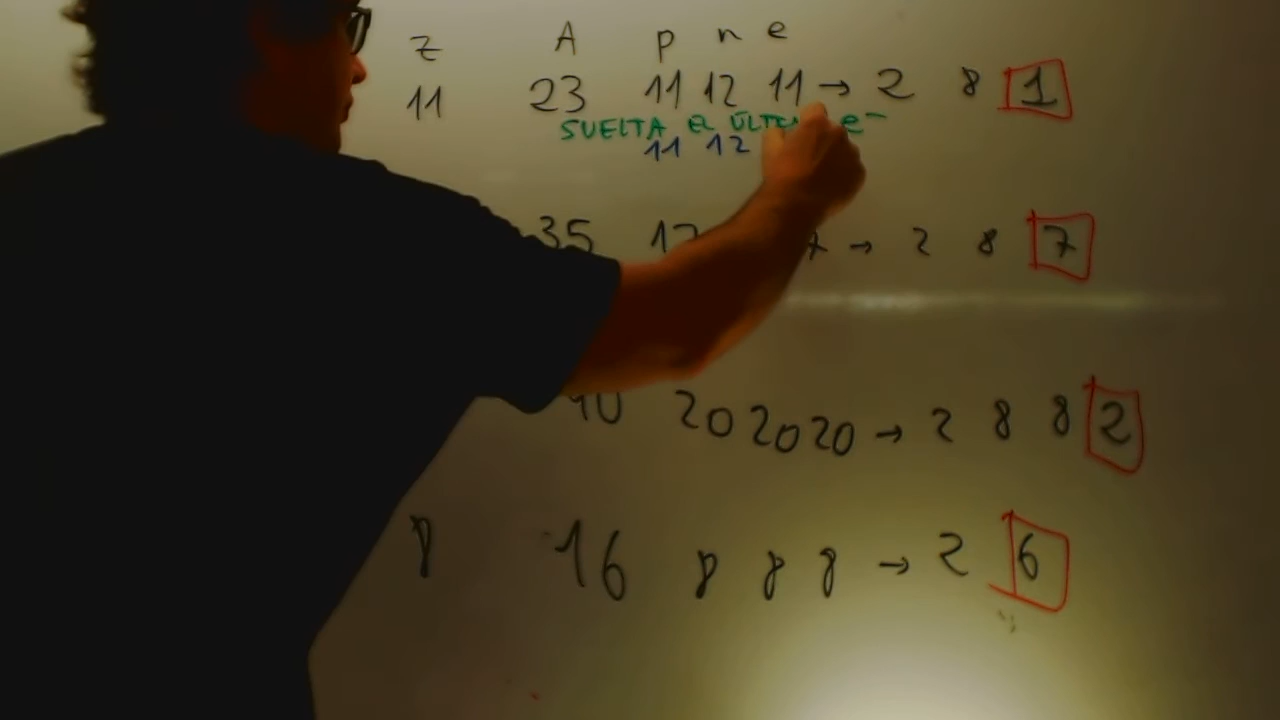 Z A p n e
11 23 11 12 11 → 2 8 1
SUELTA EL e⁻
11 12
35 → 2 8 7
20 20 20 → 2 8 8 2
8 16 8 8 8 → 2 6